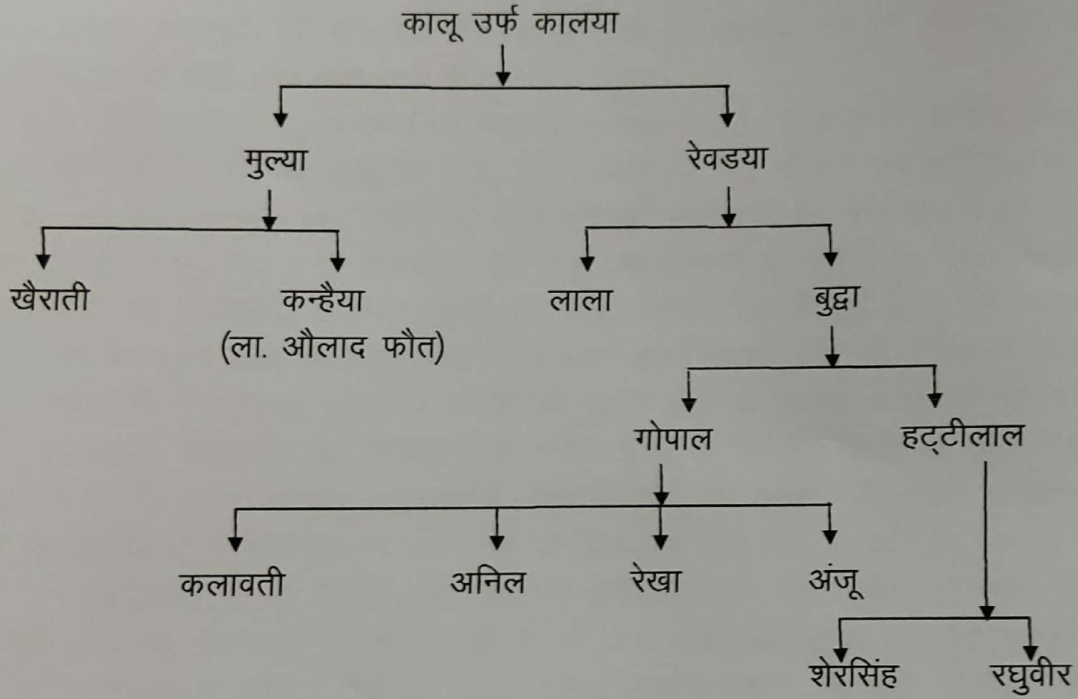 कालू उर्फ कालया
मुल्या रेवडया
खैराती कन्हैया लाला बुद्वा
(ला. औलाद फौत)
गोपाल हट्टीलाल
कलावती अनिल रेखा अंजू
शेरसिंह रघुवीर